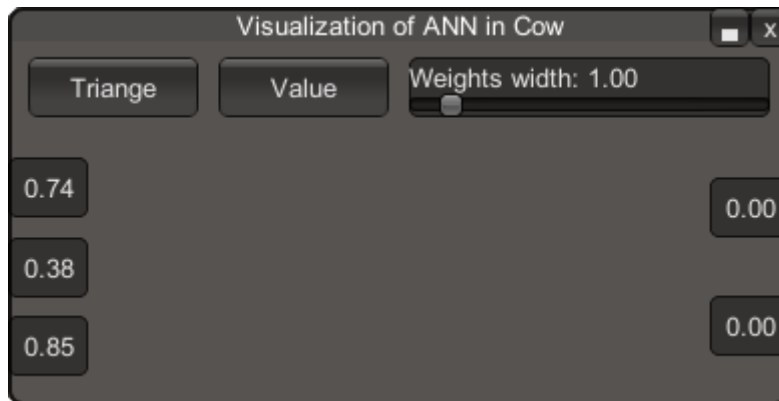 Visualization of ANN in Cow
x
Triange
Value
Weights width: 1.00
0.74
0.00
0.38
0.00
0.85